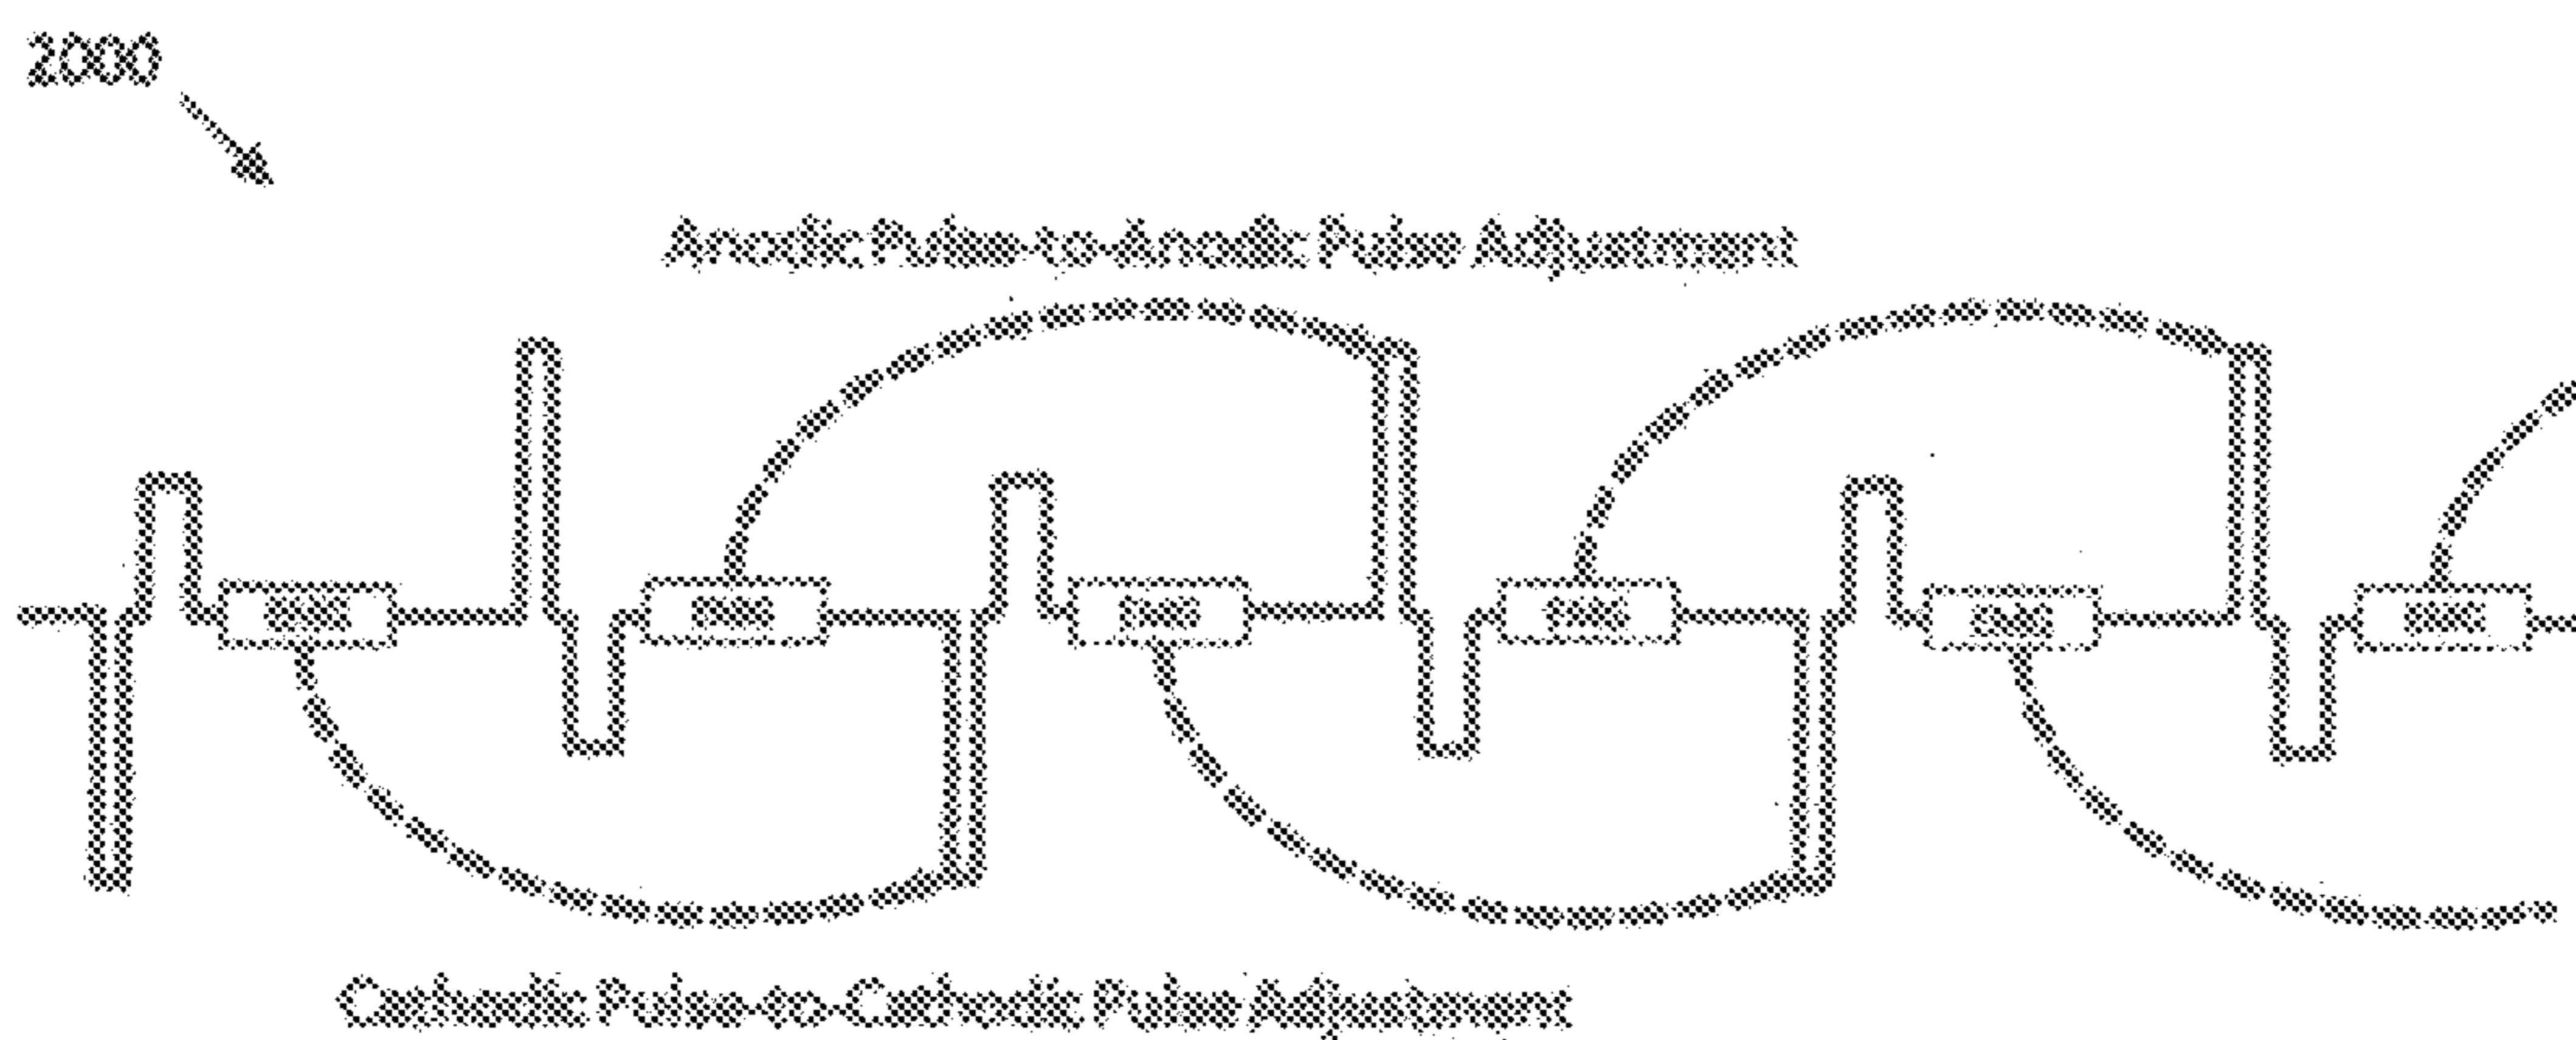 2000
Anodic Pulse-to-Anodic Pulse Adjustment
Cathodic Pulse-to-Cathodic Pulse Adjustment